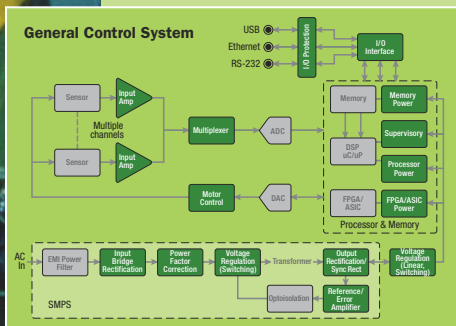 General Control System
USB
Ethernet
RS-232
I/O Protection
I/O
Interface
Sensor
Input
Amp
Multiple
channels
Sensor
Input
Amp
Multiplexer
ADC
Motor
Control
DAC
Memory
Memory
Power
Supervisory
DSP
uC/uP
Processor
Power
FPGA/
ASIC
FPGA/ASIC
Power
Processor & Memory
AC
In
EMI Power
Filter
Input
Bridge
Rectification
Power
Factor
Correction
Voltage
Regulation
(Switching)
Transformer
Output
Rectification/
Sync Rect
Voltage
Regulation
(Linear,
Switching)
Optoisolation
Reference/
Error
Amplifier
SMPS